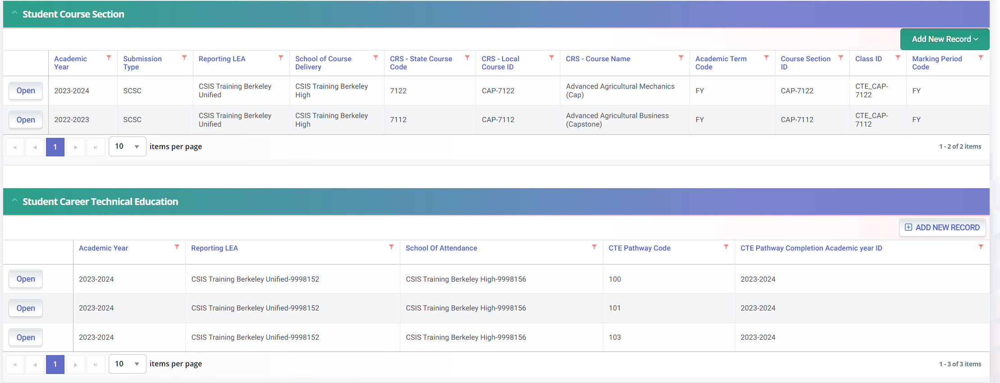 Student Course Section
Add New Record
Academic Year
Submission Type
Reporting LEA
School of Course Delivery
CRS - State Course Code
CRS - Local Course ID
CRS - Course Name
Academic Term Code
Course Section ID
Class ID
Marking Period Code
Open
2023-2024
SCSC
CSIS Training Berkeley Unified
CSIS Training Berkeley High
7122
CAP-7122
Advanced Agricultural Mechanics (Cap)
FY
CAP-7122
CTE_CAP-7122
FY
Open
2022-2023
SCSC
CSIS Training Berkeley Unified
CSIS Training Berkeley High
7112
CAP-7112
Advanced Agricultural Business (Capstone)
FY
CAP-7112
CTE_CAP-7112
FY
1
10
items per page
1 - 2 of 2 items
Student Career Technical Education
ADD NEW RECORD
Academic Year
Reporting LEA
School Of Attendance
CTE Pathway Code
CTE Pathway Completion Academic year ID
Open
2023-2024
CSIS Training Berkeley Unified-9998152
CSIS Training Berkeley High-9998156
100
2023-2024
Open
2023-2024
CSIS Training Berkeley Unified-9998152
CSIS Training Berkeley High-9998156
101
2023-2024
Open
2023-2024
CSIS Training Berkeley Unified-9998152
CSIS Training Berkeley High-9998156
103
2023-2024
1
10
items per page
1 - 3 of 3 items